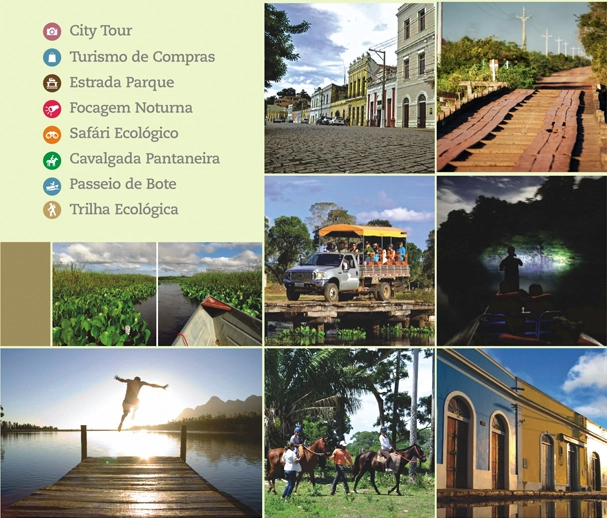 City Tour
Turismo de Compras
Estrada Parque
Focagem Noturna
Safári Ecológico
Cavalgada Pantaneira
Passeio de Bote
Trilha Ecológica